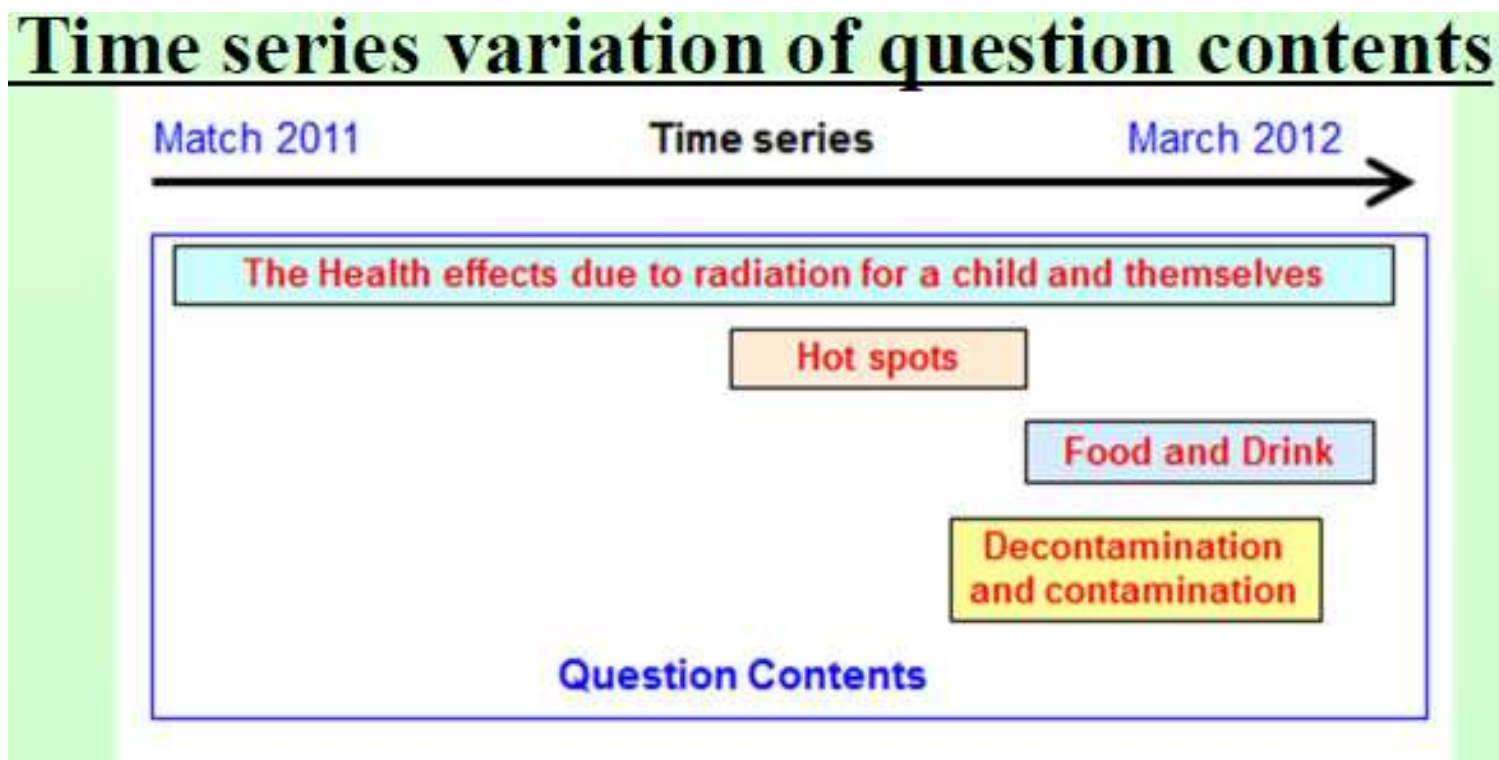 Time series variation of question contents
Match 2011 Time series March 2012
The Health effects due to radiation for a child and themselves
Hot spots
Food and Drink
Decontamination
and contamination
Question Contents